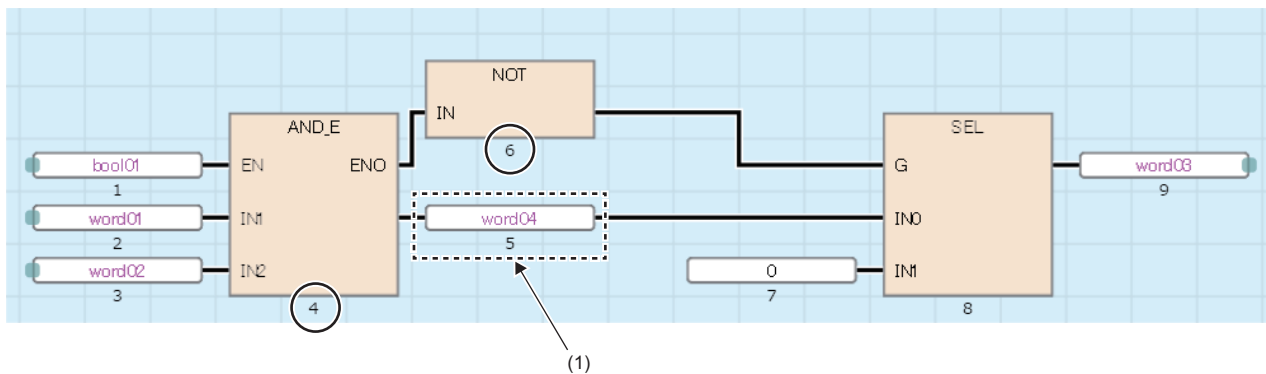 NOT
IN
6
AND_E
EN
ENO
IN1
IN2
4
bool01
1
word01
2
word02
3
word04
5
SEL
G
IN0
IN1
8
0
7
word03
9
(1)